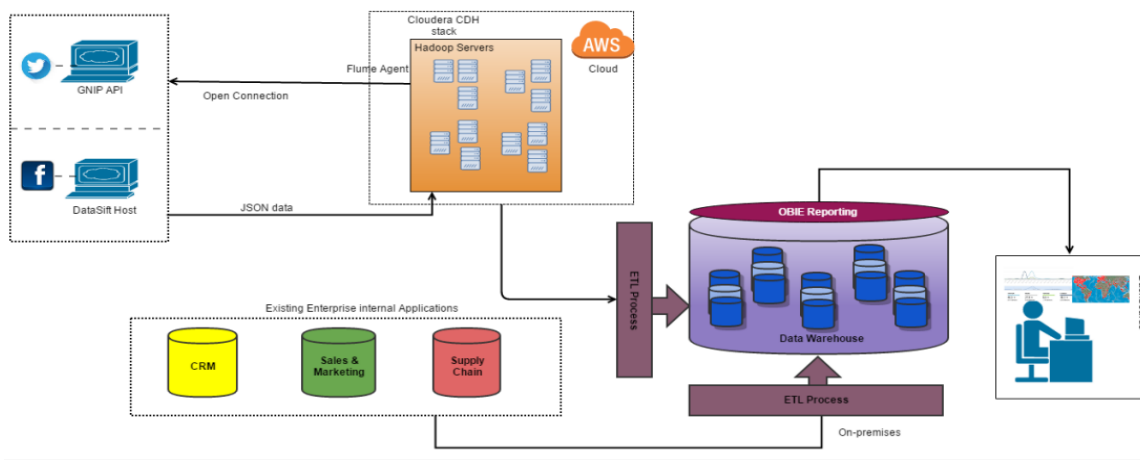 Cloudera CDH
stack
Hadoop Servers
AWS
Cloud
Flume Agent
Open Connection
GNIP API
f
DataSift Host
JSON data
OBIE Reporting
ETL Process
Data Warehouse
Existing Enterprise internal Applications
CRM
Sales &
Marketing
Supply
Chain
ETL Process
On-premises